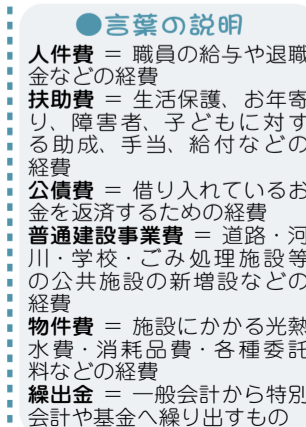 ●言葉の説明
人件費 ＝ 職員の給与や退職
金などの経費
扶助費 ＝ 生活保護、お年寄
り、障害者、子どもに対す
る助成、手当、給付などの
経費
公債費 ＝ 借り入れているお
金を返済するための経費
普通建設事業費 ＝ 道路・河
川・学校・ごみ処理施設等
の公共施設の新増設などの
経費
物件費 ＝ 施設にかかる光熱
水費・消耗品費・各種委託
料などの経費
繰出金 ＝ 一般会計から特別
会計や基金へ繰り出すもの